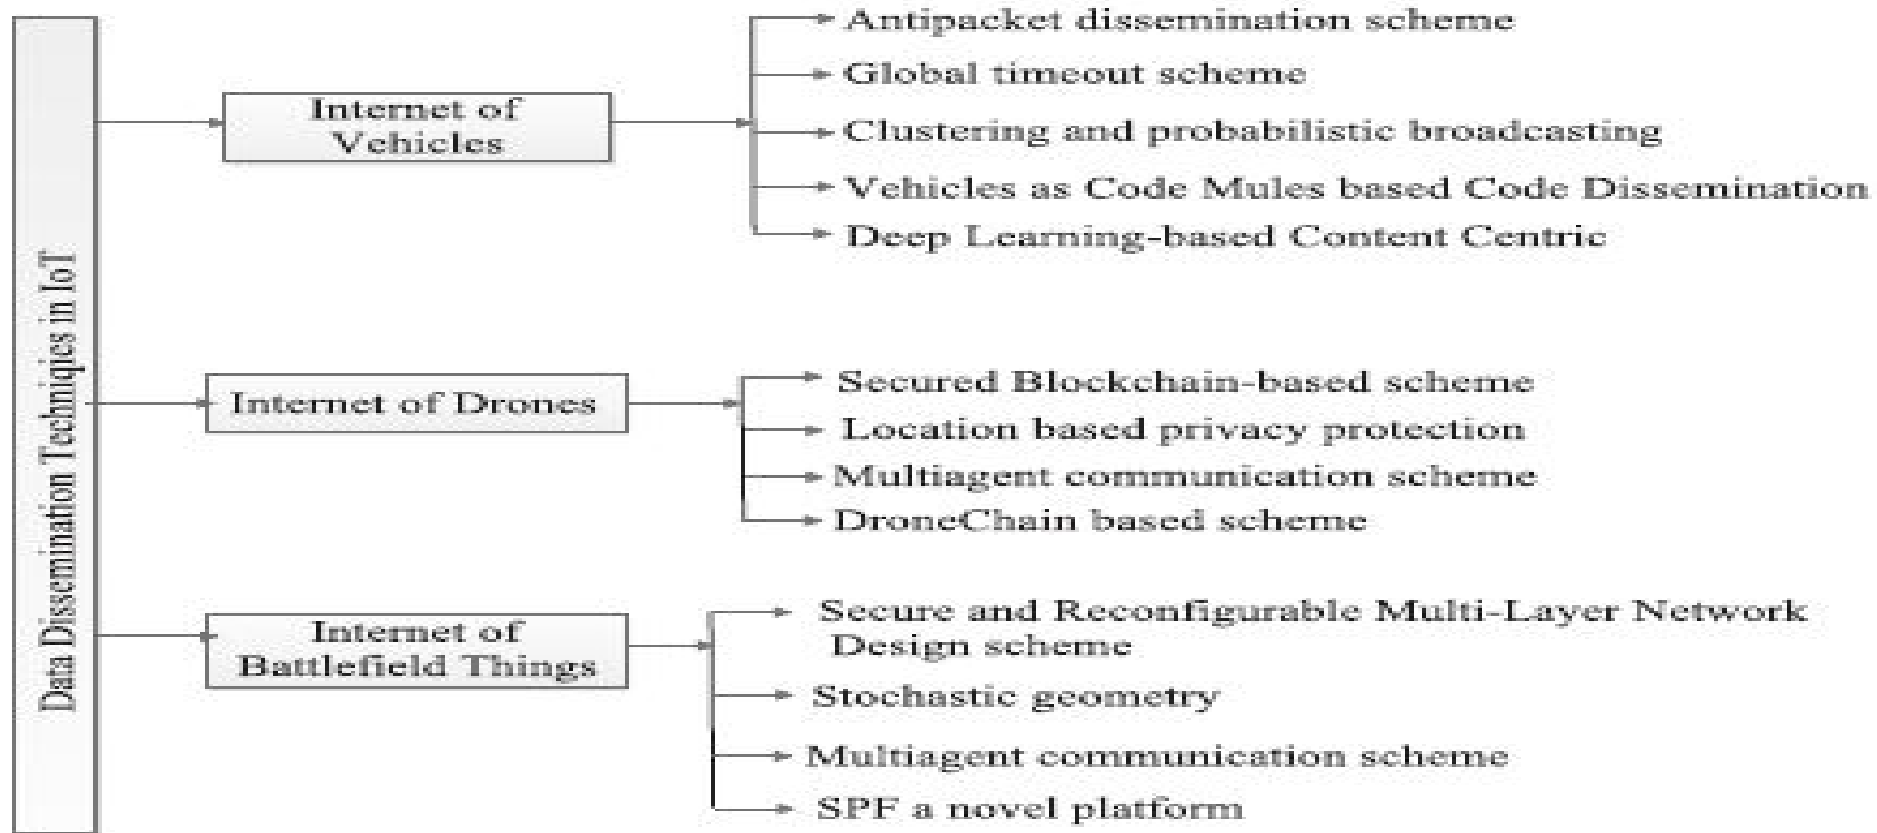 Data Dissemination Techniqies in IoT
Internet of
Vehicles
Antipacket dissemination scheme
Global timeout scheme
Clustering and probabilistic broadcasting
Vehicles as Code Mules based Code Dissemination
Deep Learning-based Content Centric
Internet of Drones
Secured Blockchain-based scheme
Location based privacy protection
Multiagent communication scheme
DroneChain based scheme
Internet of
Battlefield Things
Secure and Reconfigurable Multi-Layer Network
Design scheme
Stochastic geometry
Multiagent communication scheme
SPF a novel platform